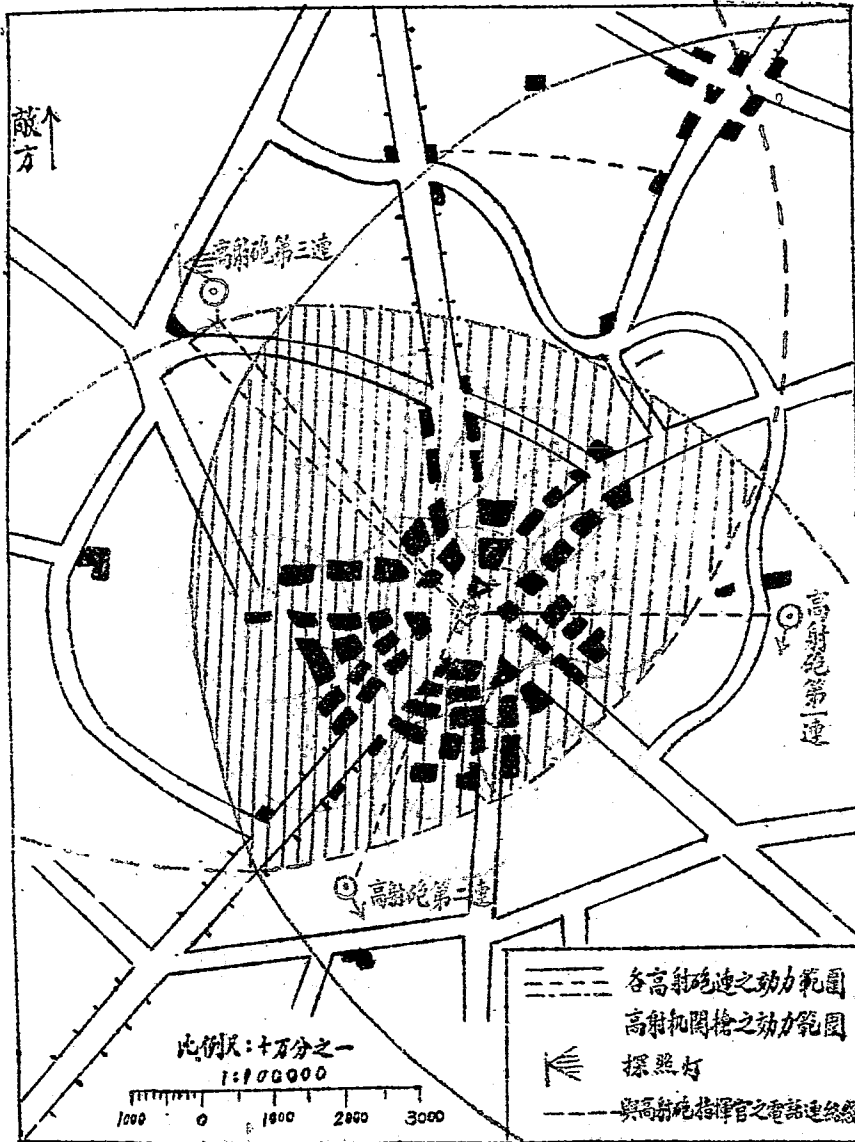 敵方
高射砲第三連
高射砲第一連
高射砲第二連
比例尺:十万分之一
1:100000
1000 0 1000 2000 3000
各高射砲連之効力範圍
高射机関槍之効力範圍
探照灯
與高射砲指揮官之電話連絡線